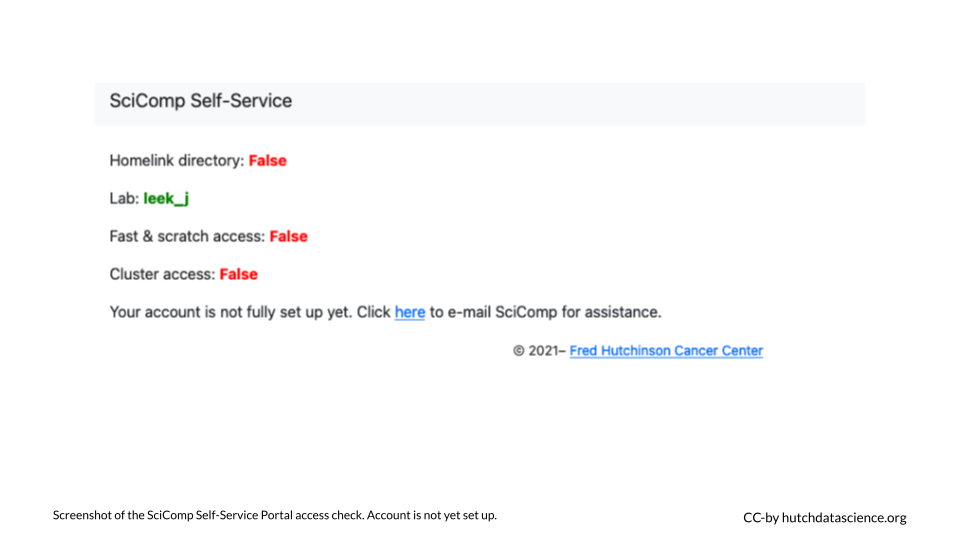 SciComp Self-Service
Homelink directory: False
Lab: leek_j
Fast & scratch access: False
Cluster access: False
Your account is not fully set up yet. Click here to e-mail SciComp for assistance.
© 2021– Fred Hutchinson Cancer Center
Screenshot of the SciComp Self-Service Portal access check. Account is not yet set up.
CC-by hutchdatascience.org